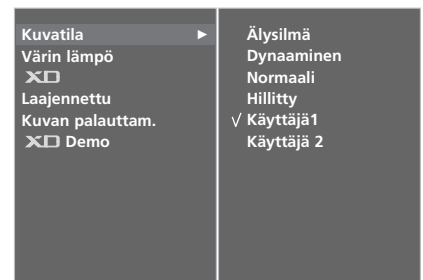 Kuvatila ►
Värin lämpö
XD
Laajennettu
Kuvan palauttam.
XD Demo
Älysilmä
Dynaaminen
Normaali
Hillitty
√ Käyttäjä1
Käyttäjä 2